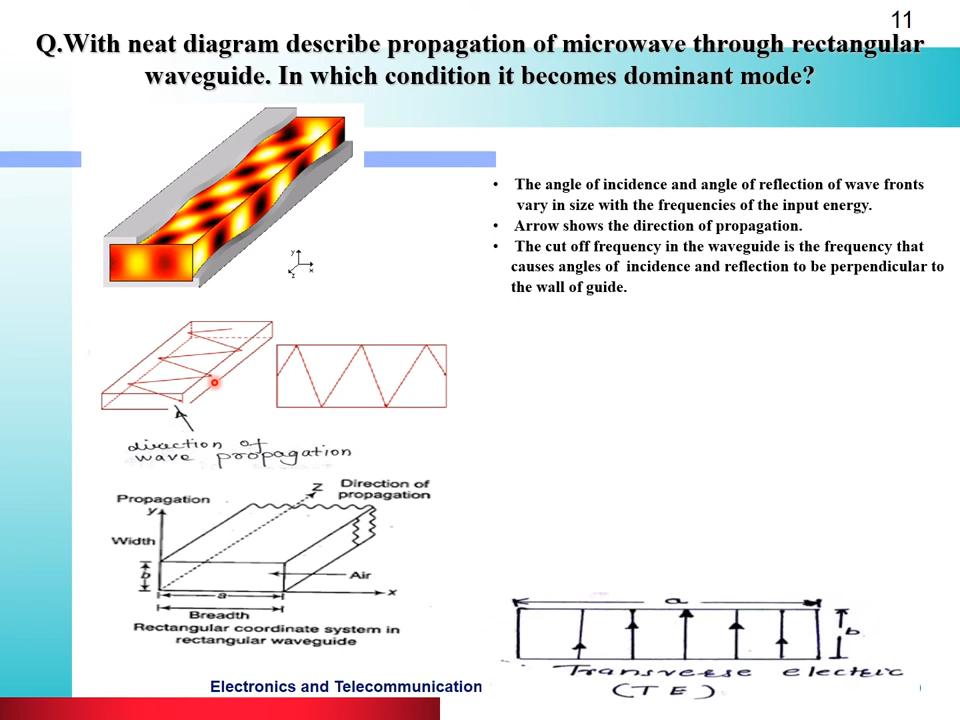 11
Q.With neat diagram describe propagation of microwave through rectangular
waveguide. In which condition it becomes dominant mode?
• The angle of incidence and angle of reflection of wave fronts
vary in size with the frequencies of the input energy.
• Arrow shows the direction of propagation.
• The cut off frequency in the waveguide is the frequency that
causes angles of incidence and reflection to be perpendicular to
the wall of guide.
y
x
z
direction of
wave propagation
Z Direction of
propagation
Propagation
y
Width
b
Air
a
x
Breadth
Rectangular coordinate system in
rectangular waveguide
a
b
Transverse electric
(TE)
Electronics and Telecommunication